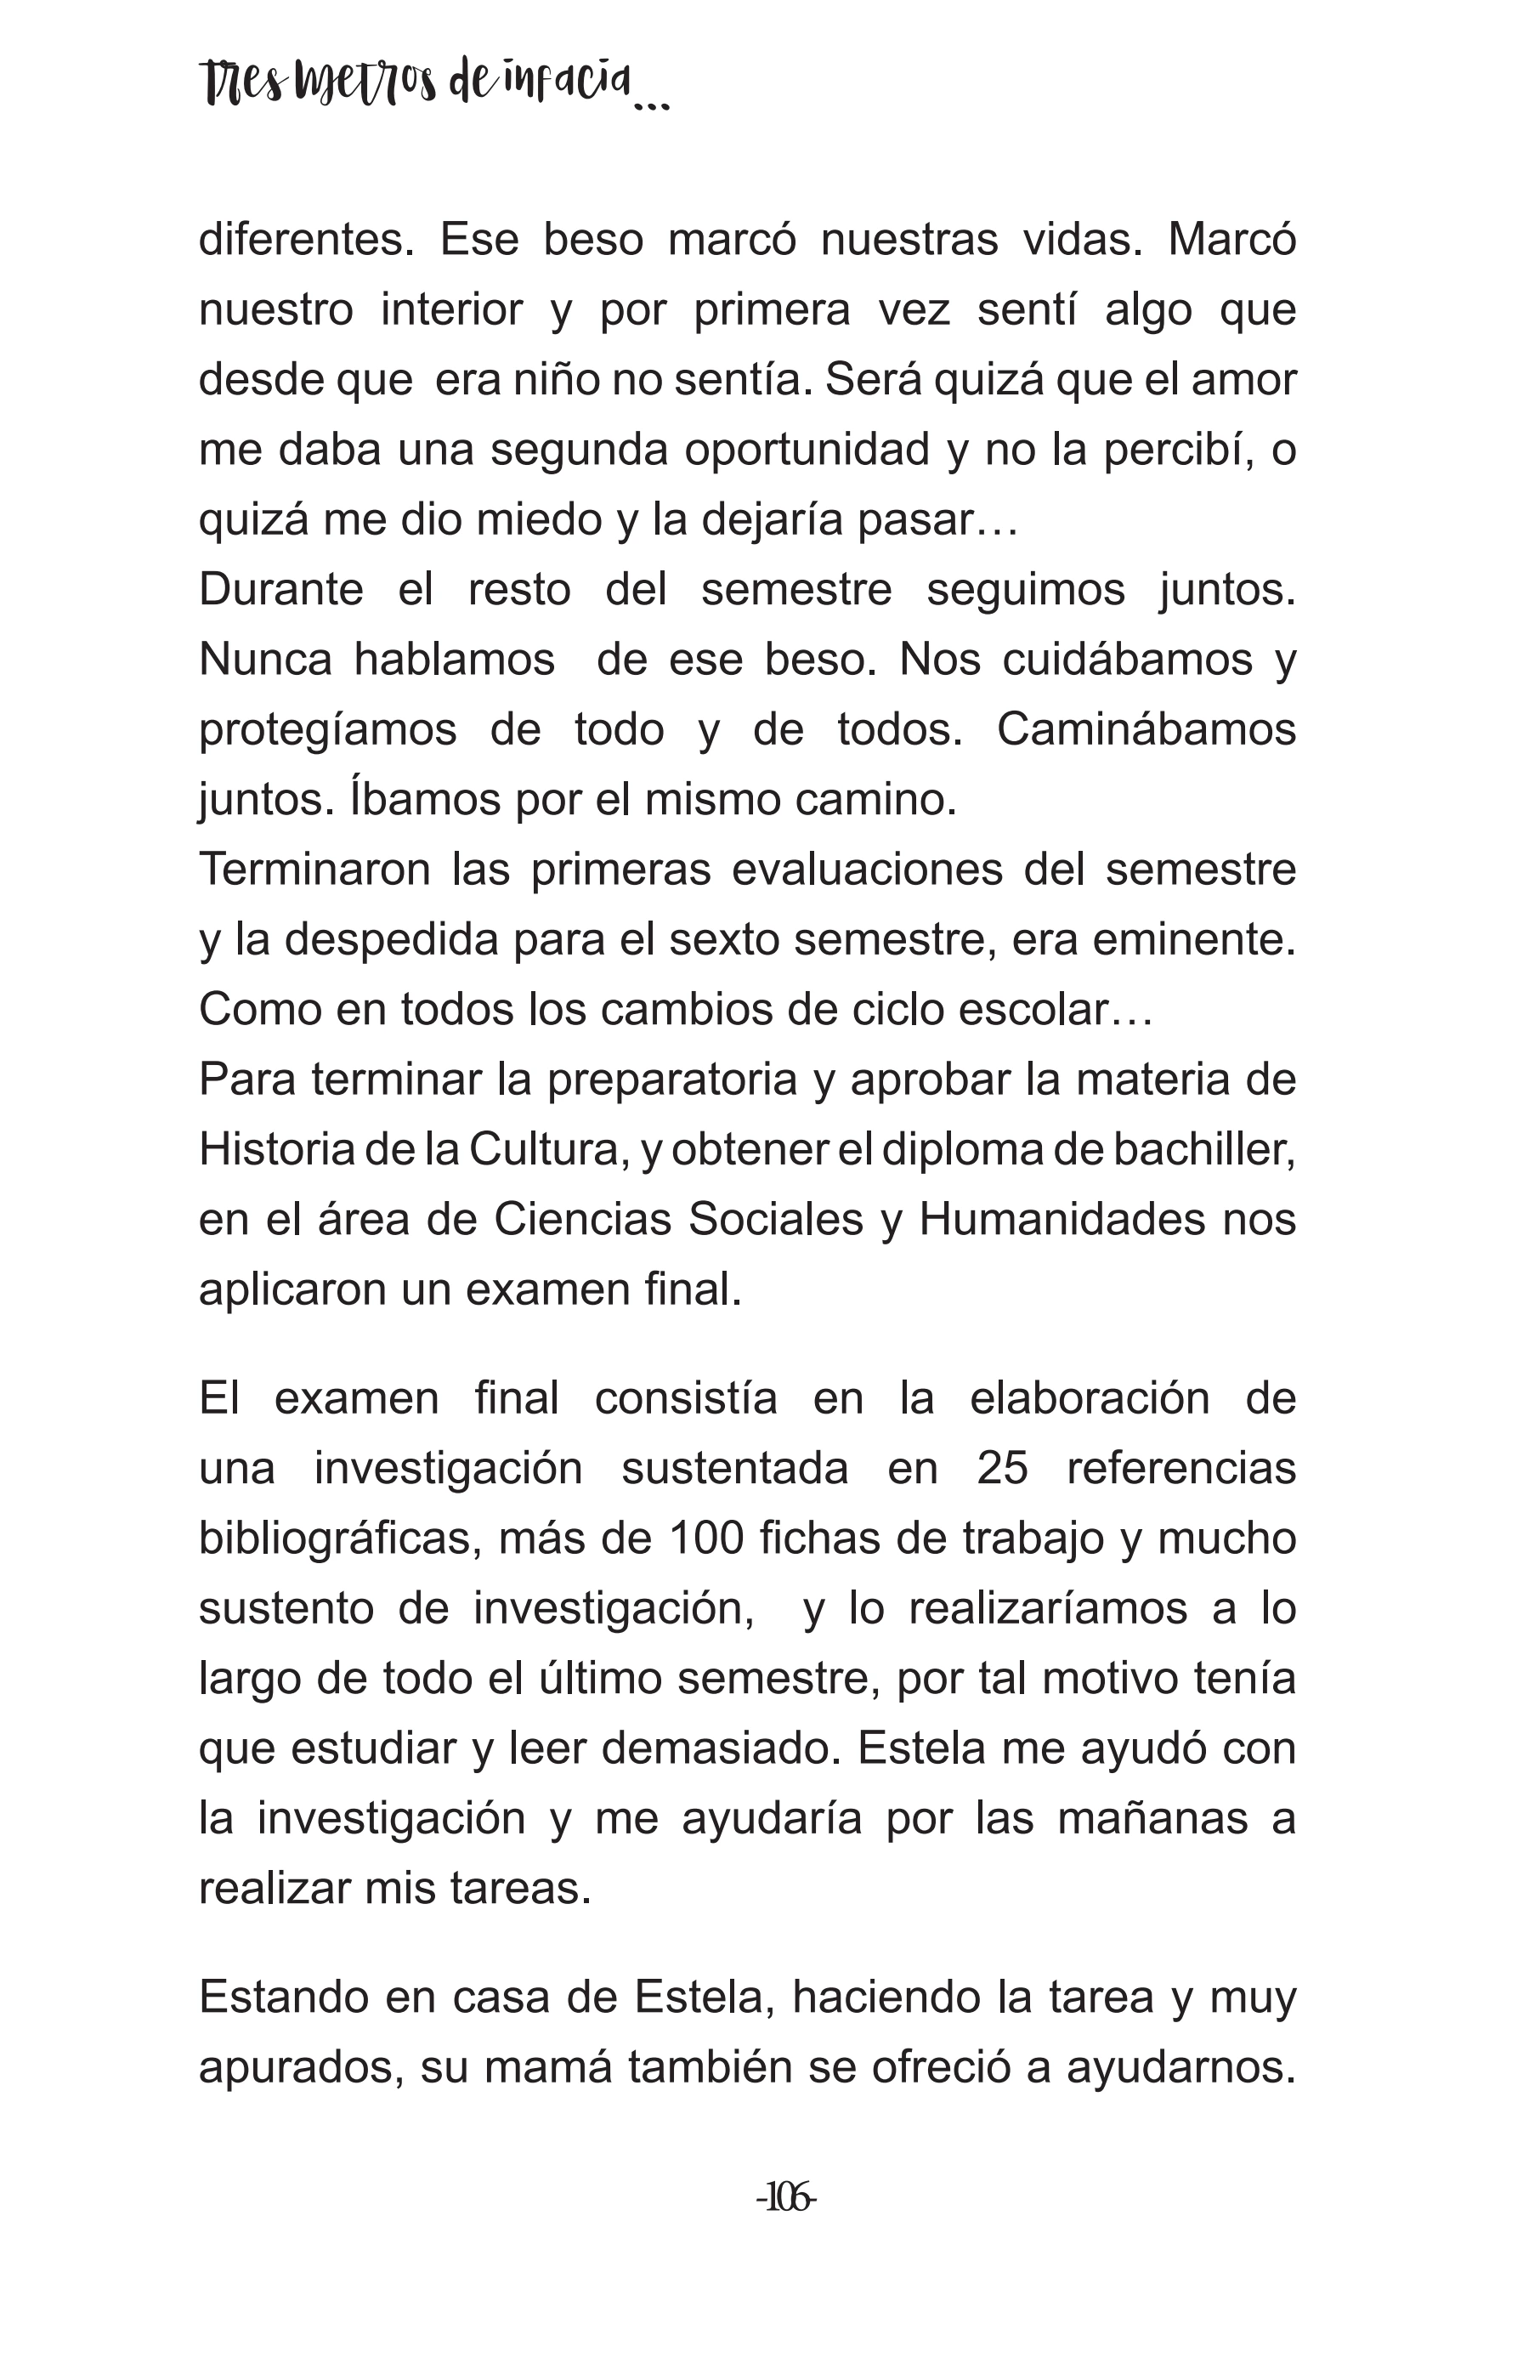 Tres metros de infacia...
diferentes. Ese beso marcó nuestras vidas. Marcó
nuestro interior y por primera vez sentí algo que
desde que era niño no sentía. Será quizá que el amor
me daba una segunda oportunidad y no la percibí, o
quizá me dio miedo y la dejaría pasar…
Durante el resto del semestre seguimos juntos.
Nunca hablamos de ese beso. Nos cuidábamos y
protegíamos de todo y de todos. Caminábamos
juntos. Íbamos por el mismo camino.
Terminaron las primeras evaluaciones del semestre
y la despedida para el sexto semestre, era eminente.
Como en todos los cambios de ciclo escolar…
Para terminar la preparatoria y aprobar la materia de
Historia de la Cultura, y obtener el diploma de bachiller,
en el área de Ciencias Sociales y Humanidades nos
aplicaron un examen final.
El examen final consistía en la elaboración de
una investigación sustentada en 25 referencias
bibliográficas, más de 100 fichas de trabajo y mucho
sustento de investigación, y lo realizaríamos a lo
largo de todo el último semestre, por tal motivo tenía
que estudiar y leer demasiado. Estela me ayudó con
la investigación y me ayudaría por las mañanas a
realizar mis tareas.
Estando en casa de Estela, haciendo la tarea y muy
apurados, su mamá también se ofreció a ayudarnos.
-106-